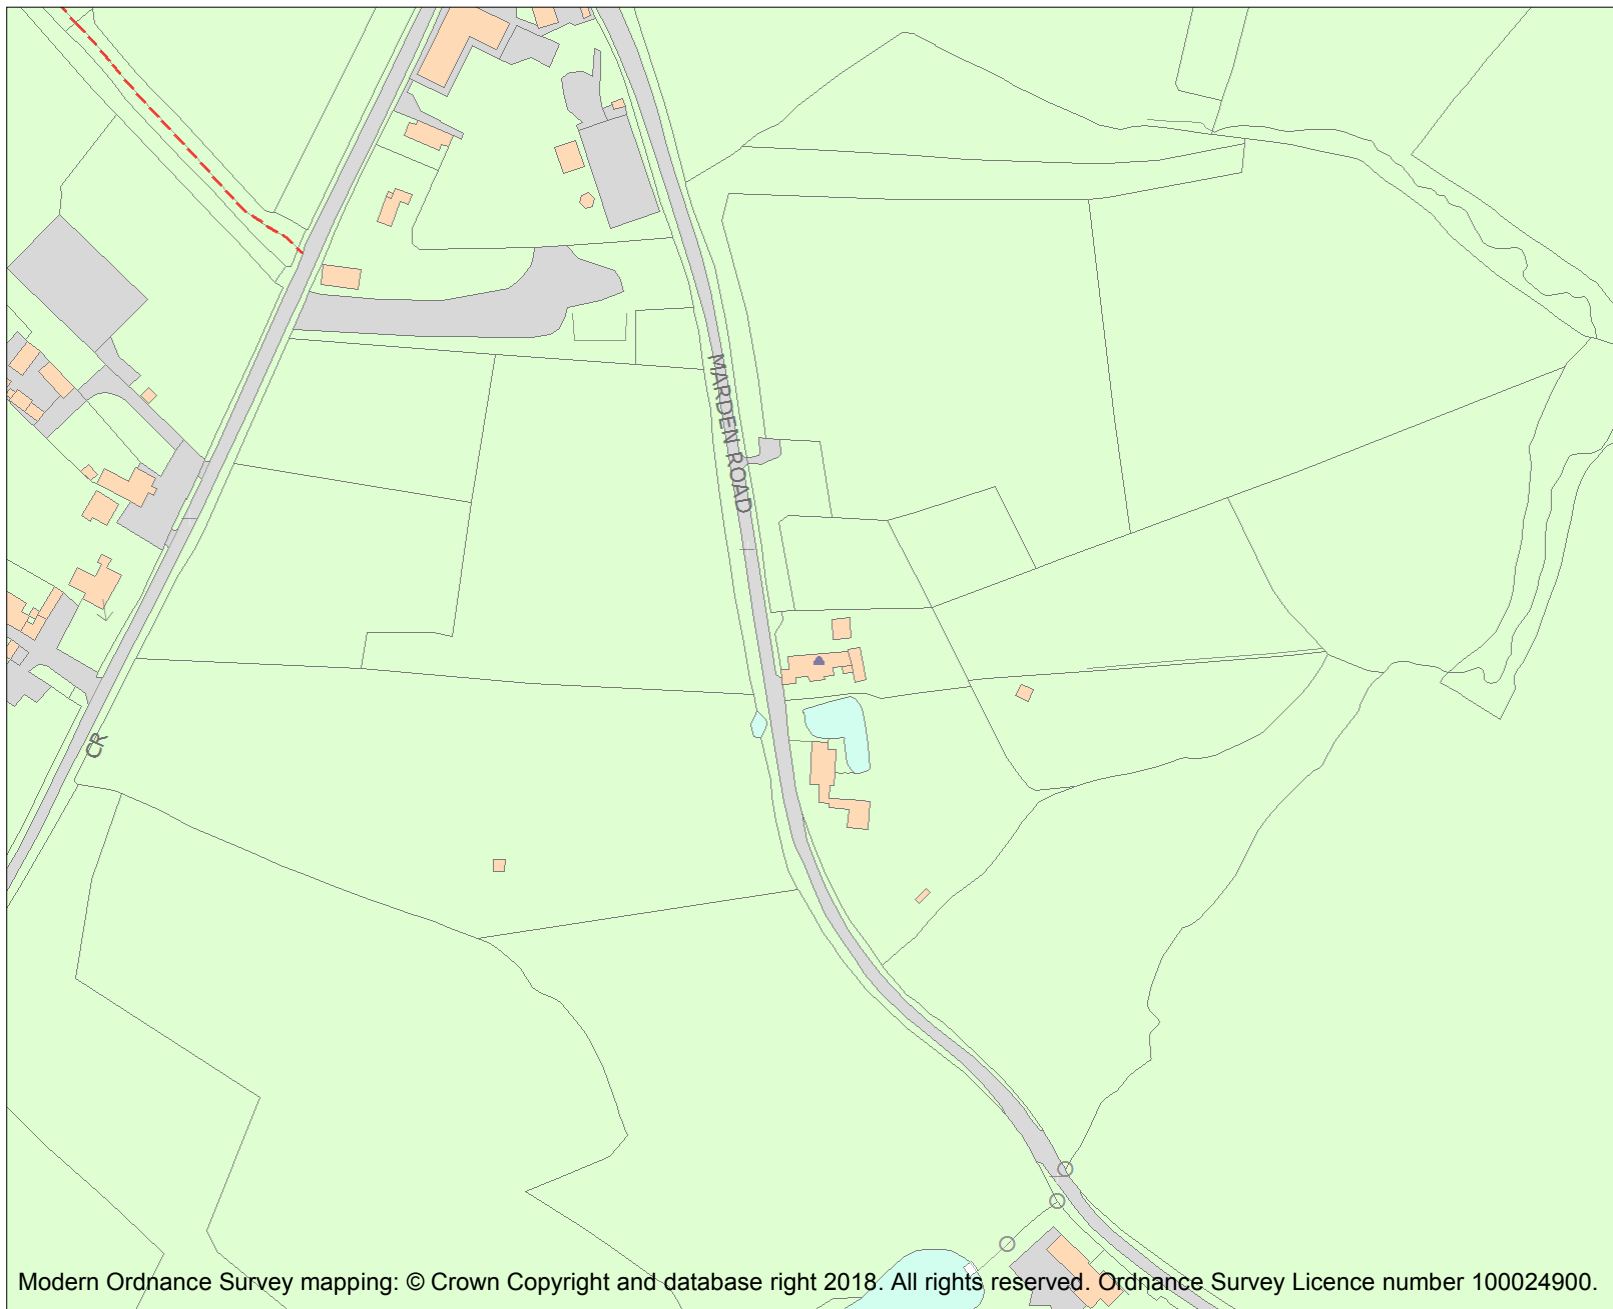 MARDEN ROAD
CR
Modern Ordnance Survey mapping: © Crown Copyright and database right 2018. All rights reserved. Ordnance Survey Licence number 100024900.